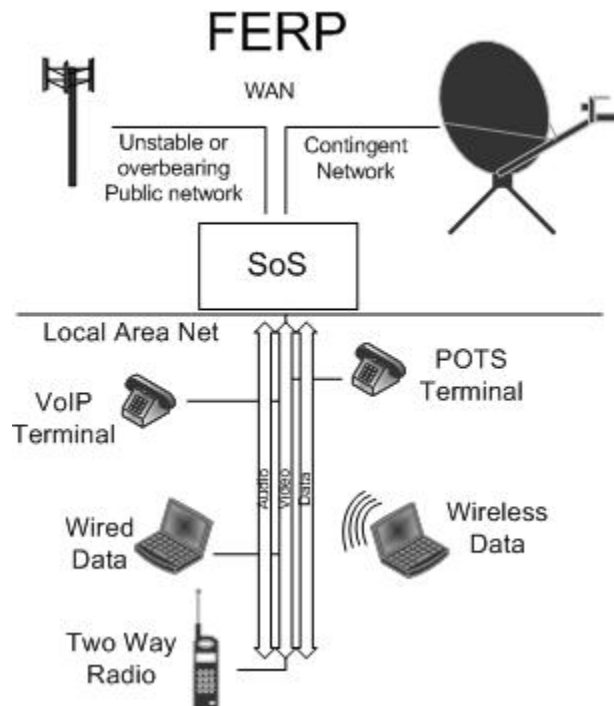 FERP
WAN
Unstable or
overbearing
Public network
Contingent
Network
SoS
Local Area Net
POTS
Terminal
VoIP
Terminal
Audio
Video
Data
Wired
Data
Wireless
Data
Two Way
Radio